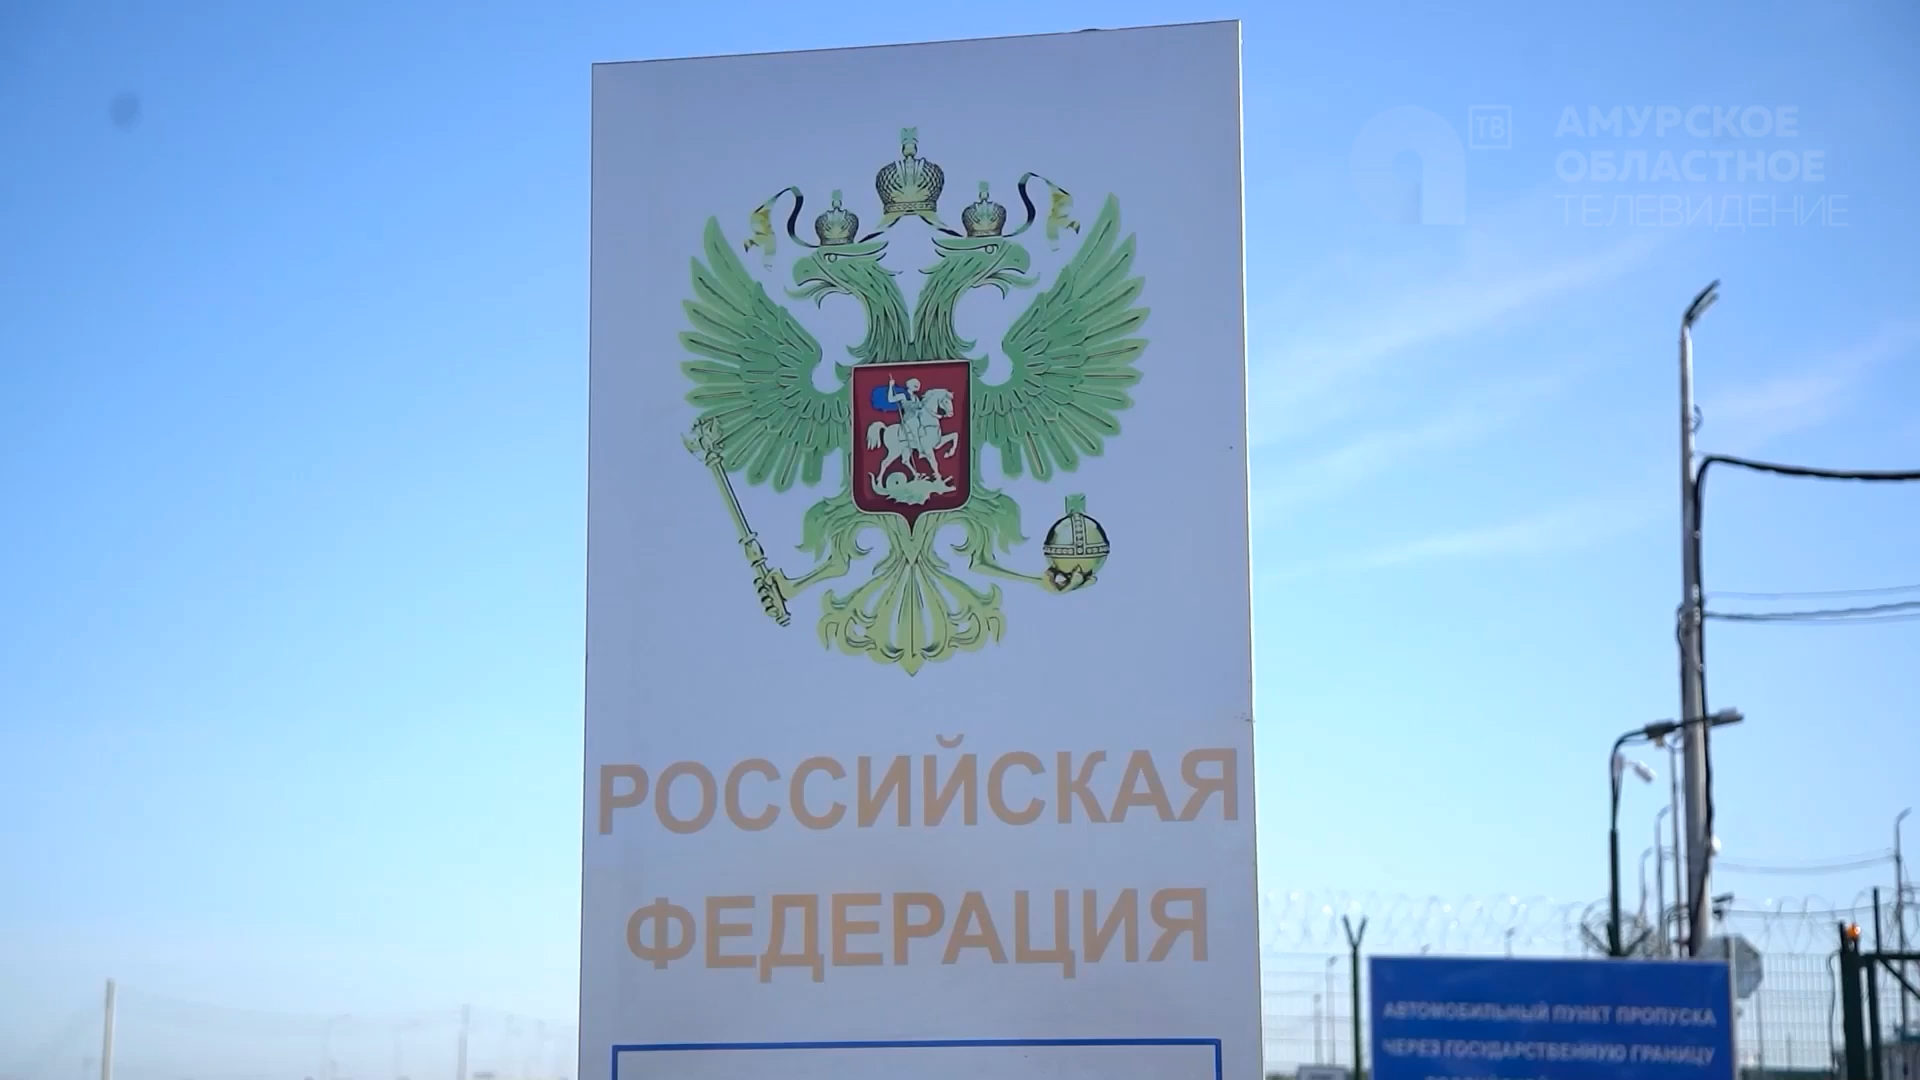 ТВ
АМУРСКОЕ
ОБЛАСТНОЕ
ТЕЛЕВИДЕНИЕ
РОССИЙСКАЯ
ФЕДЕРАЦИЯ
АВТОМОБИЛЬНЫЙ ПУНКТ ПРОПУСКА
ЧЕРЕЗ ГОСУДАРСТВЕННУЮ ГРАНИЦУ